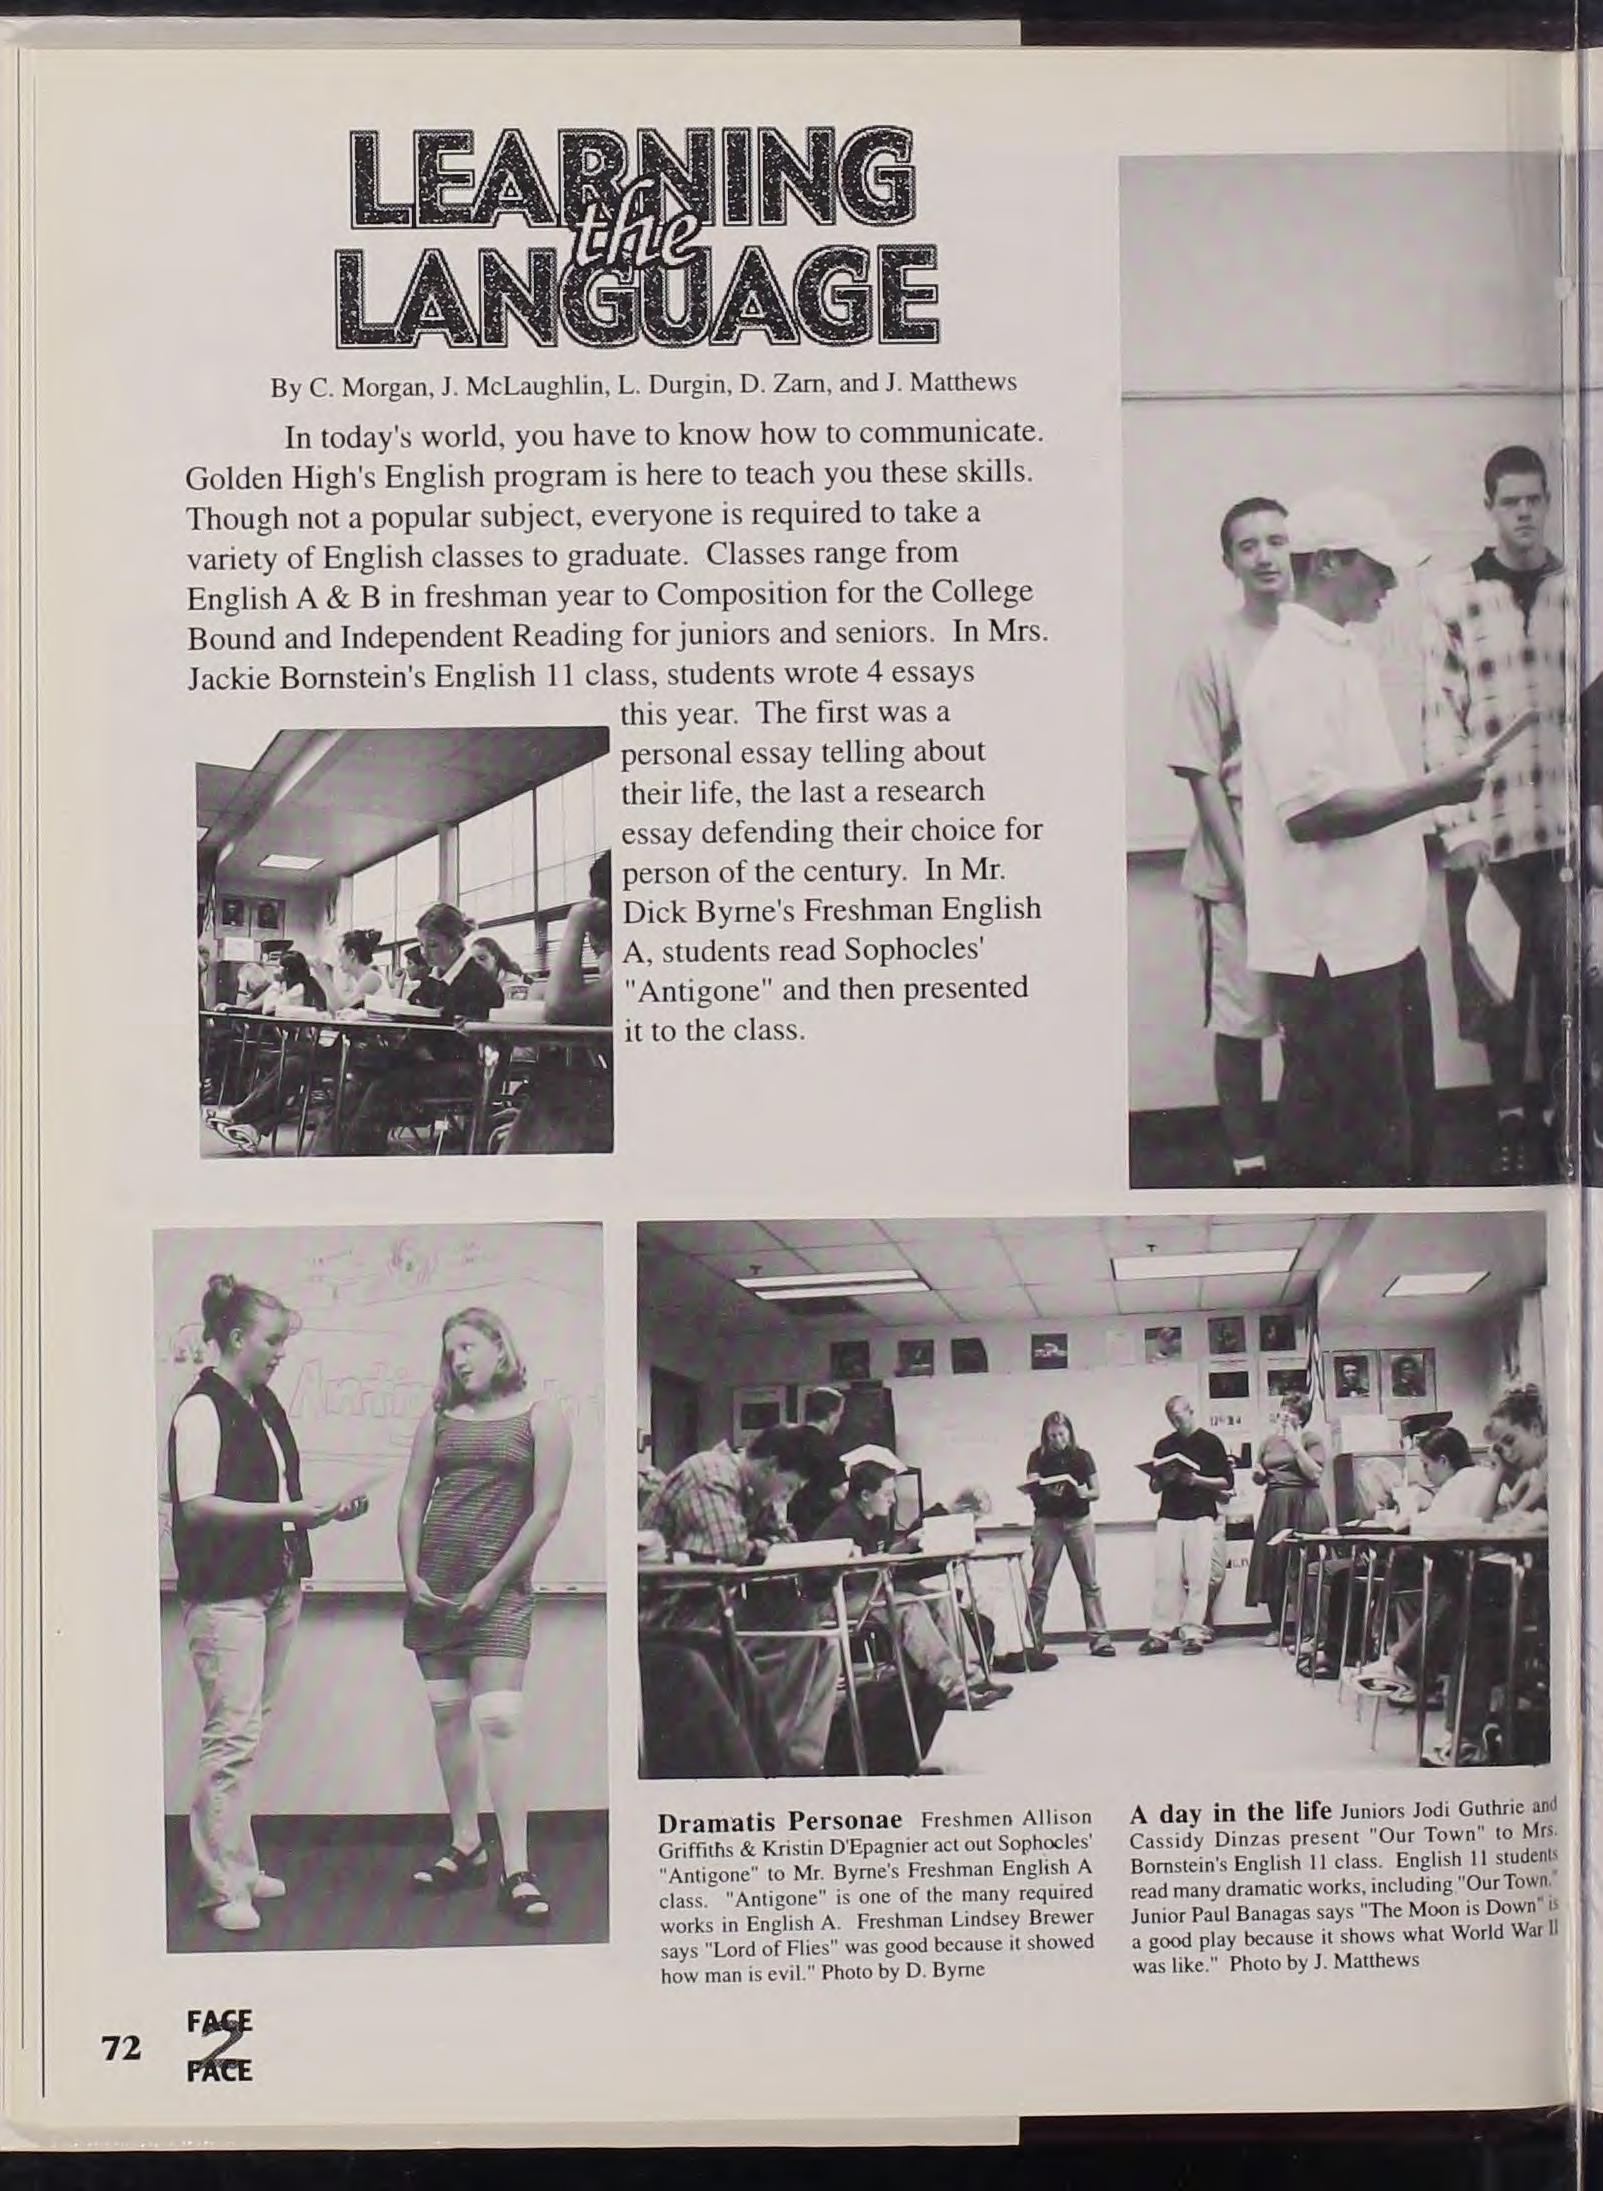 LEARNING
the
LANGUAGE
By C. Morgan, J. McLaughlin, L. Durgin, D. Zarn, and J. Matthews
In today's world, you have to know how to communicate.
Golden High's English program is here to teach you these skills.
Though not a popular subject, everyone is required to take a
variety of English classes to graduate. Classes range from
English A & B in freshman year to Composition for the College
Bound and Independent Reading for juniors and seniors. In Mrs.
Jackie Bornstein's English 11 class, students wrote 4 essays
this year. The first was a
personal essay telling about
their life, the last a research
essay defending their choice for
person of the century. In Mr.
Dick Byrne's Freshman English
A, students read Sophocles'
"Antigone" and then presented
it to the class.
Dramatis Personae Freshmen Allison
Griffiths & Kristin D'Epagnier act out Sophocles'
"Antigone" to Mr. Byrne's Freshman English A
class. "Antigone" is one of the many required
works in English A. Freshman Lindsey Brewer
says "Lord of Flies" was good because it showed
how man is evil." Photo by D. Byrne
A day in the life Juniors Jodi Guthrie and
Cassidy Dinzas present "Our Town" to Mrs.
Bornstein's English 11 class. English 11 students
read many dramatic works, including "Our Town."
Junior Paul Banagas says "The Moon is Down" is
a good play because it shows what World War II
was like." Photo by J. Matthews
72
FACE
2
FACE